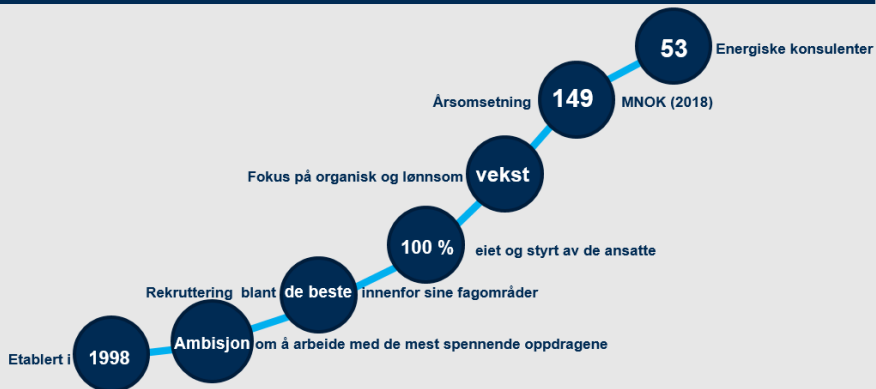 53 Energiske konsulenter
Årsomsetning 149 MNOK (2018)
Fokus på organisk og lønnsom vekst
100 % eiet og styrt av de ansatte
Rekruttering blant de beste innenfor sine fagområder
Ambisjon om å arbeide med de mest spennende oppdragene
Etablert i 1998